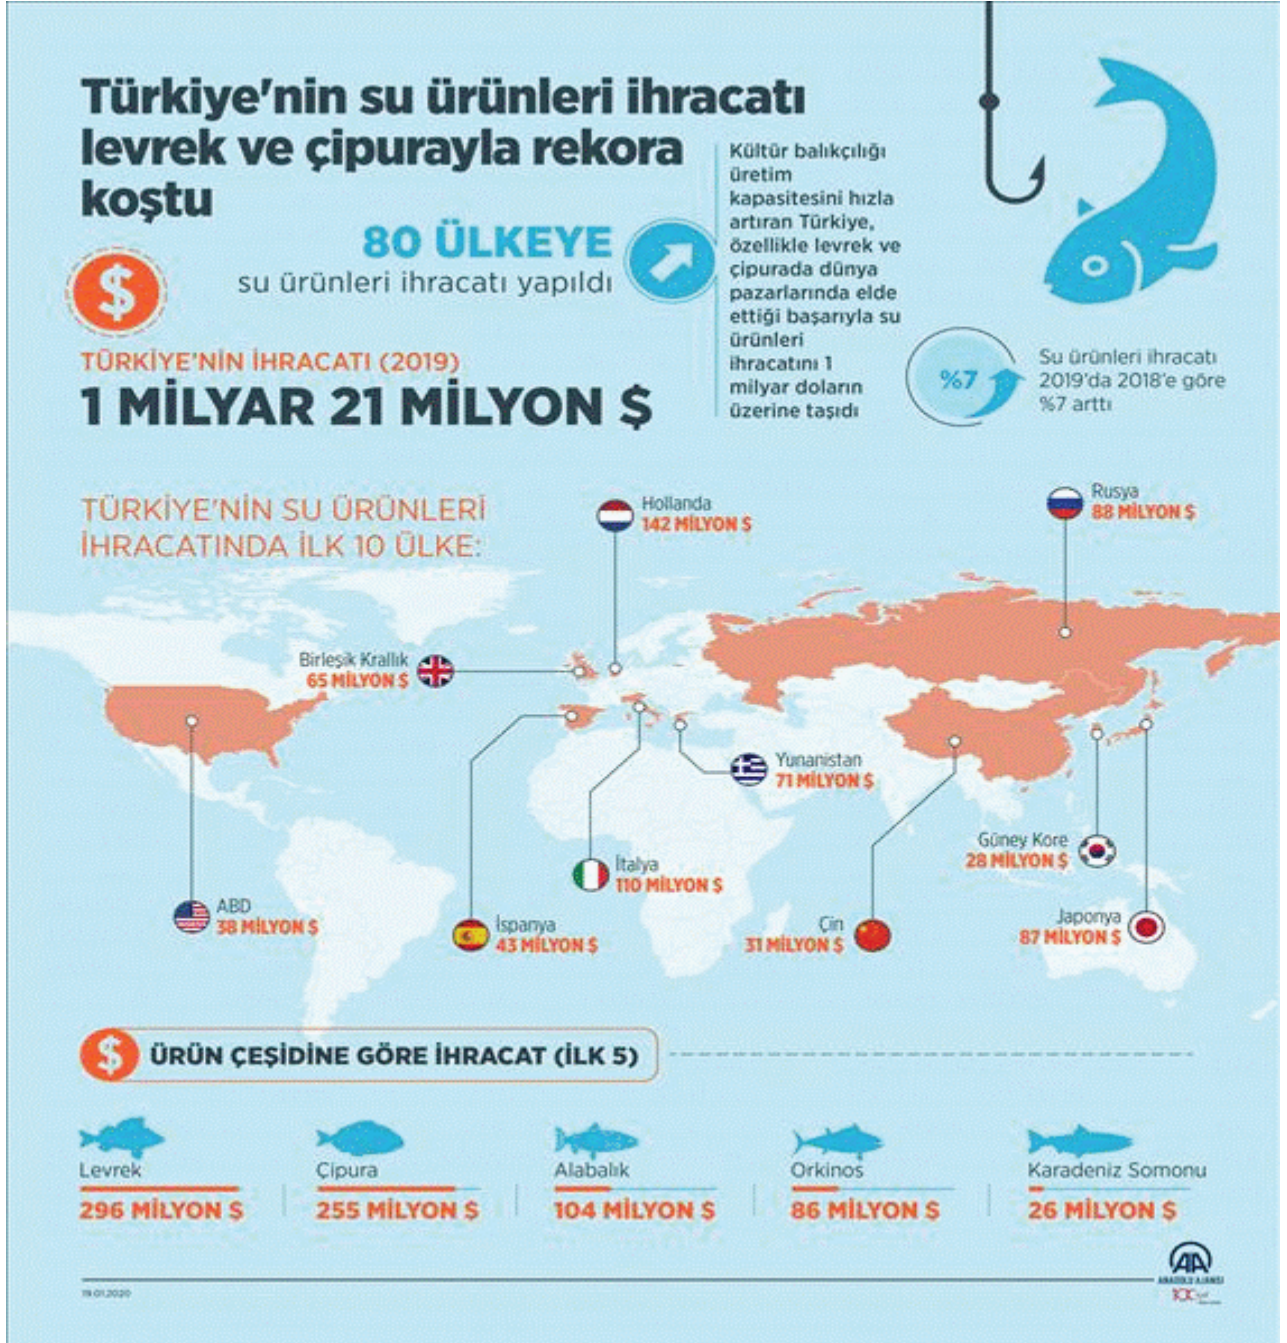 Türkiye'nin su ürünleri ihracatı
levrek ve çipurayla rekora
koştu
80 ÜLKEYE
su ürünleri ihracatı yapıldı
$
TÜRKİYE'NİN İHRACATI (2019)
1 MİLYAR 21 MİLYON $
Kültür balıkçılığı
üretim
kapasitesini hızla
artıran Türkiye,
özellikle levrek ve
çipurada dünya
pazarlarında elde
ettiği başarıyla su
ürünleri
ihracatını 1
milyar doların
üzerine taşıdı
%7
Su ürünleri ihracatı
2019'da 2018'e göre
%7 arttı
TÜRKİYE'NİN SU ÜRÜNLERİ
İHRACATINDA İLK 10 ÜLKE:
Hollanda
142 MİLYON $
Rusya
88 MİLYON $
Birleşik Krallık
65 MİLYON $
Yunanistan
71 MİLYON $
Güney Kore
28 MİLYON $
İtalya
110 MİLYON $
ABD
38 MİLYON $
İspanya
43 MİLYON $
Çin
31 MİLYON $
Japonya
87 MİLYON $
$
ÜRÜN ÇEŞİDİNE GÖRE İHRACAT (İLK 5)
Levrek
296 MİLYON $
Çipura
255 MİLYON $
Alabalık
104 MİLYON $
Orkinos
86 MİLYON $
Karadeniz Somonu
26 MİLYON $
AA
ANADOLU AJANSI
19.01.2020